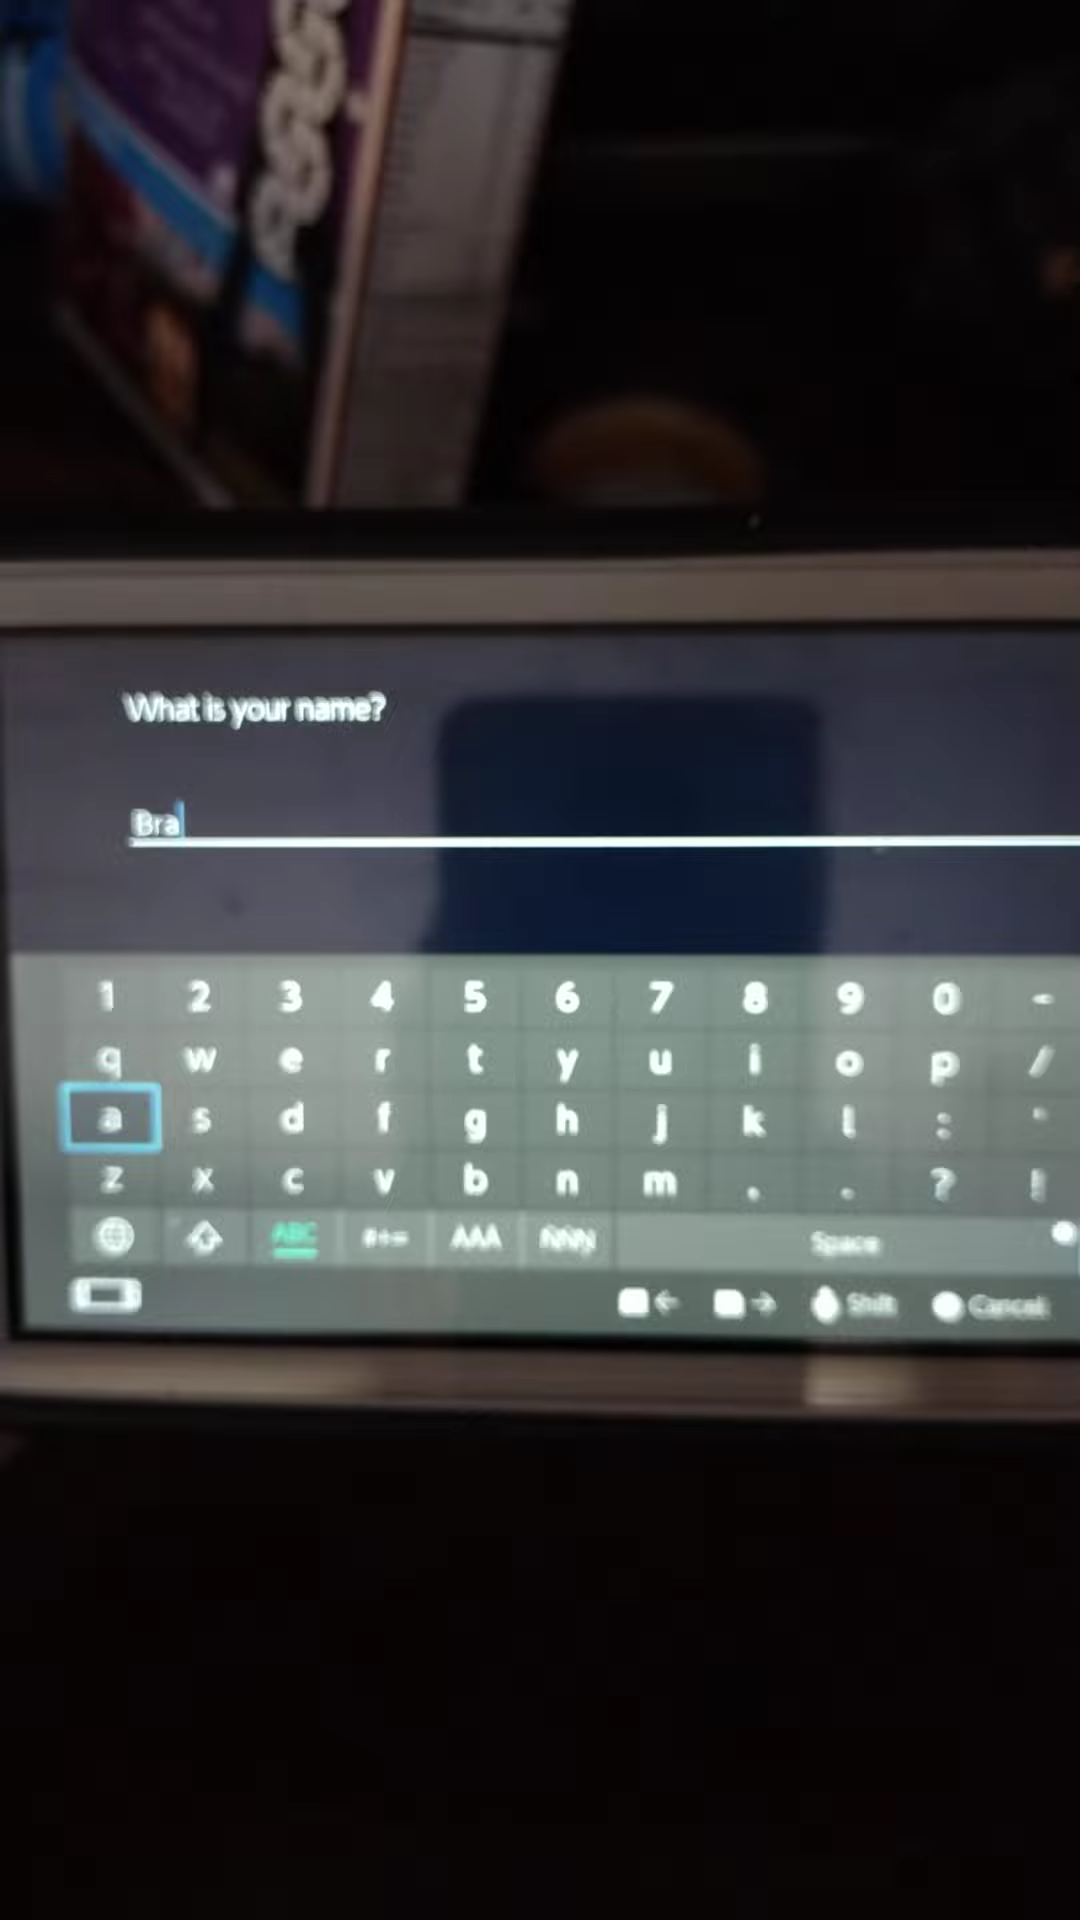 What is your name?
Bra
1 2 3 4 5 6 7 8 9 0 -
q w e r t y u i o p /
a s d f g h j k l : '
z x c v b n m , . ? !
ABC #+= AAA ÑÑÑ Space
← → Shift Cancel